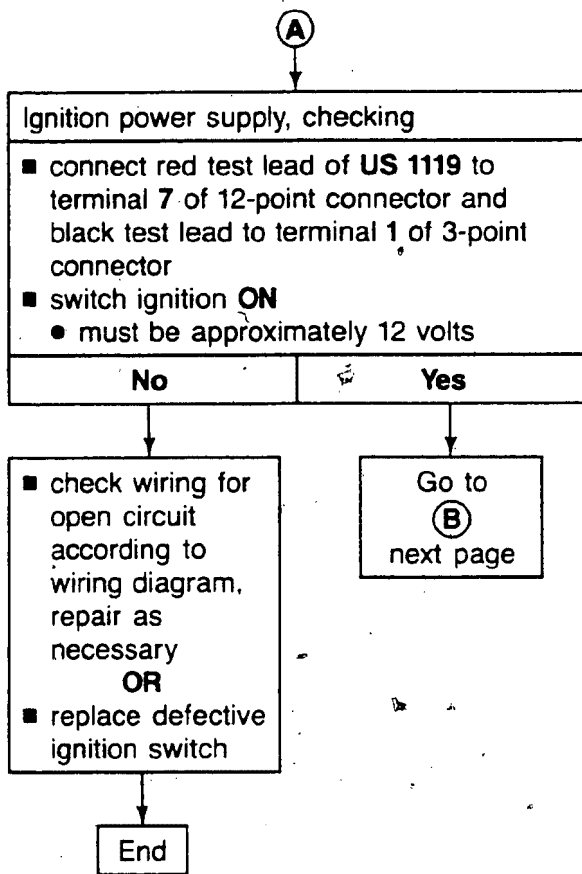 A
Ignition power supply, checking
■ connect red test lead of US 1119 to
terminal 7 of 12-point connector and
black test lead to terminal 1 of 3-point
connector
■ switch ignition ON
● must be approximately 12 volts
No
Yes
■ check wiring for
open circuit
according to
wiring diagram,
repair as
necessary
OR
■ replace defective
ignition switch
End
Go to
B
next page